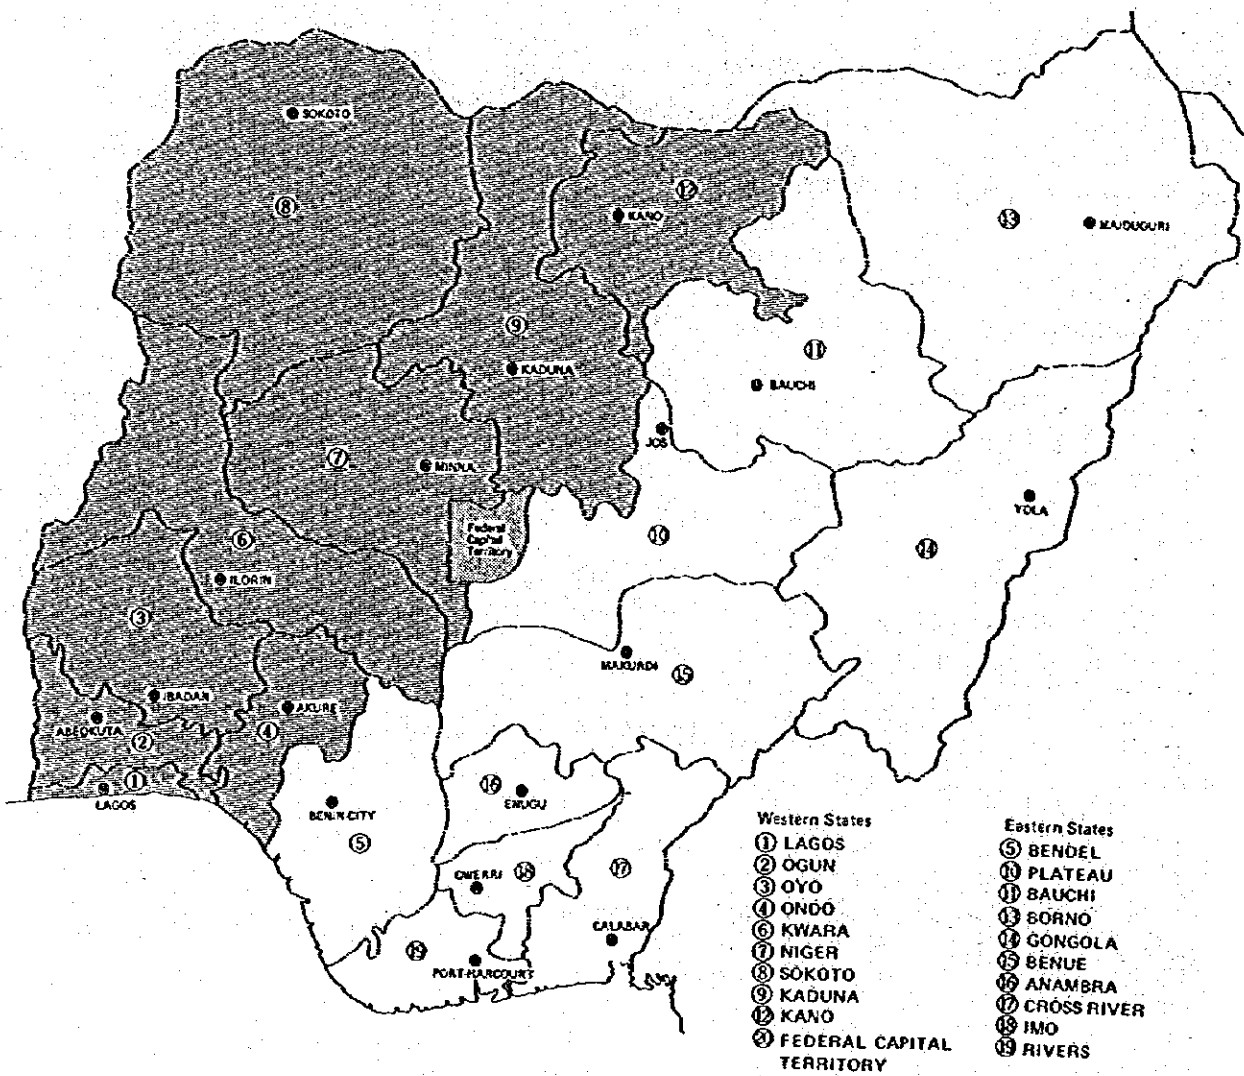 SOKOTO
⑧
⑫
KANO
⑬
MAIDUGURI
⑨
KADUNA
⑪
BAUCHI
JOS
⑦
MINNA
YOLA
Federal
Capital
Territory
⑥
⑩
⑭
ILORIN
③
MAKURDI
⑮
IBADAN
AKURE
ABEOKUTA
②
④
①
LAGOS
⑯
ENUGU
BENIN-CITY
⑤
OWERRI
⑱
⑰
CALABAR
⑲
PORT-HARCOURT
Western States
① LAGOS
② OGUN
③ OYO
④ ONDO
⑥ KWARA
⑦ NIGER
⑧ SOKOTO
⑨ KADUNA
⑫ KANO
⑳ FEDERAL CAPITAL
TERRITORY
Eastern States
⑤ BENDEL
⑩ PLATEAU
⑪ BAUCHI
⑬ BORNO
⑭ GONGOLA
⑮ BENUE
⑯ ANAMBRA
⑰ CROSS RIVER
⑱ IMO
⑲ RIVERS